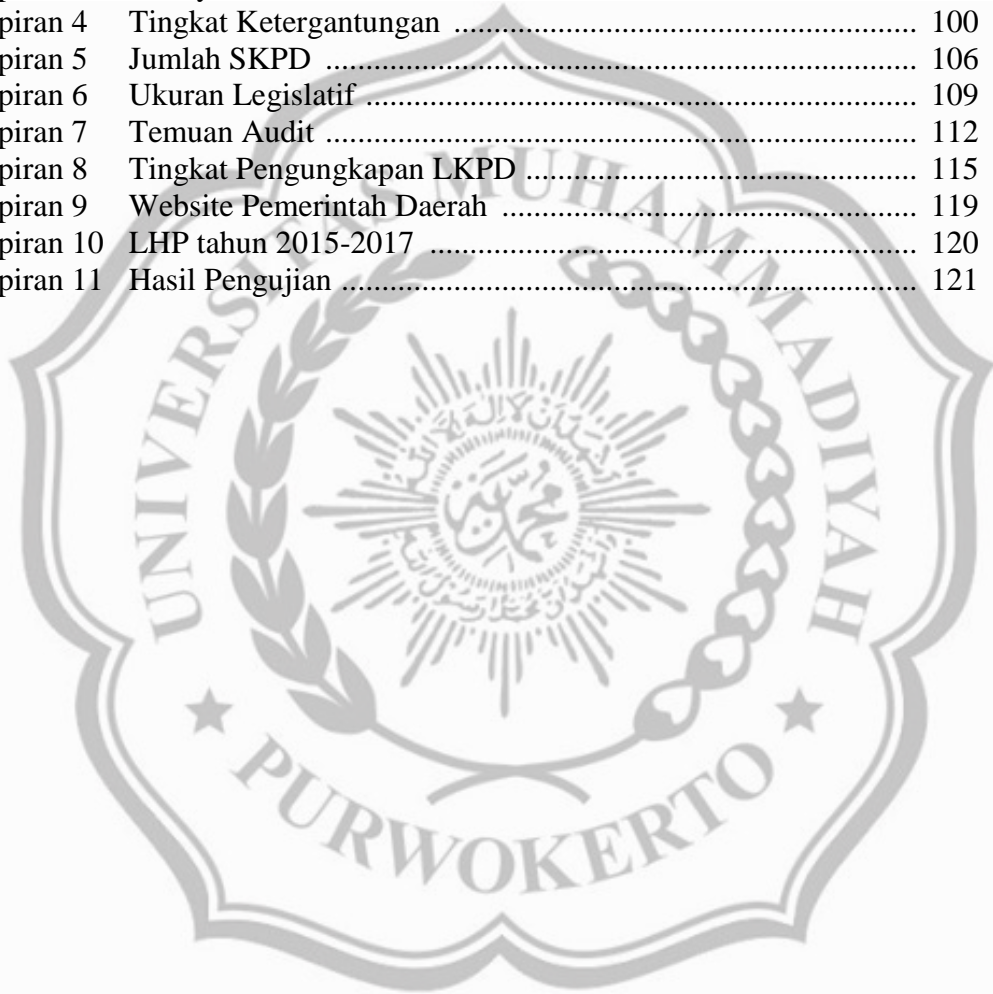 piran 4 Tingkat Ketergantungan ............................................................. 100
piran 5 Jumlah SKPD .............................................................................. 106
piran 6 Ukuran Legislatif ......................................................................... 109
piran 7 Temuan Audit .............................................................................. 112
piran 8 Tingkat Pengungkapan LKPD .................................................... 115
piran 9 Website Pemerintah Daerah ....................................................... 119
piran 10 LHP tahun 2015-2017 ................................................................ 120
piran 11 Hasil Pengujian ............................................................................ 121
UNIVERSITAS MUHAMMADIYAH
PURWOKERTO